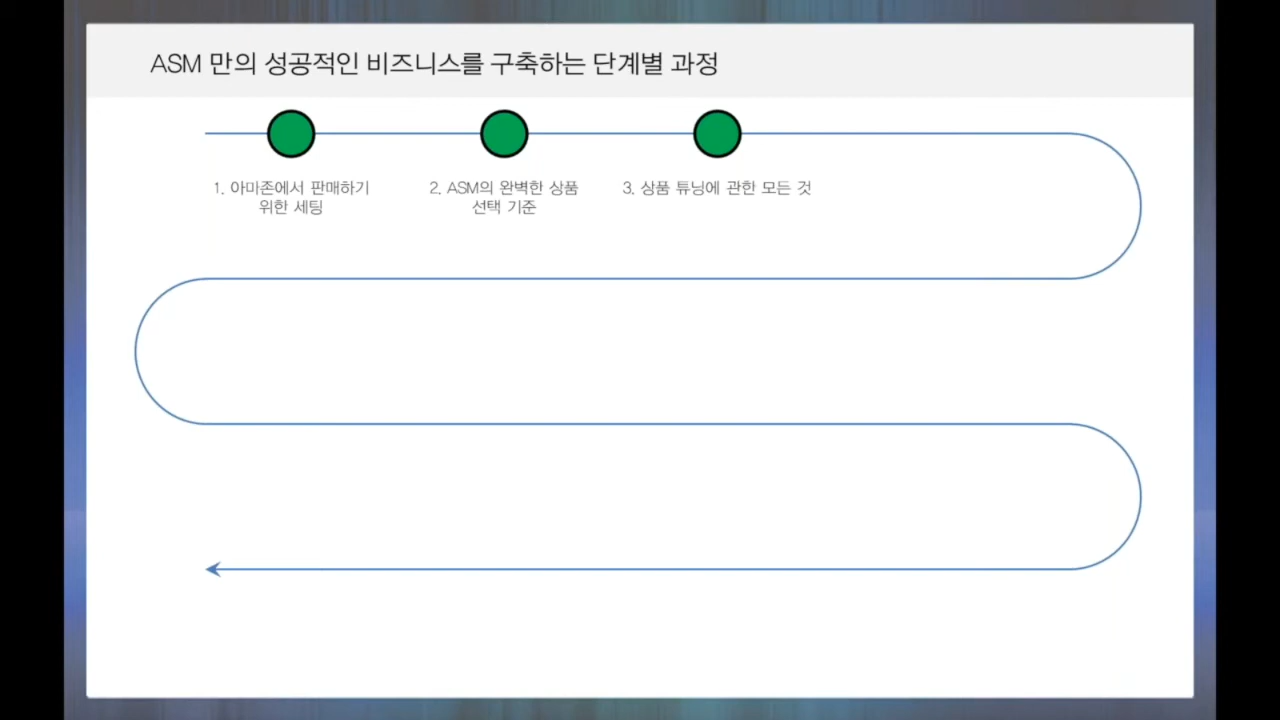 ASM 만의 성공적인 비즈니스를 구축하는 단계별 과정
1. 아마존에서 판매하기
위한 세팅
2. ASM의 완벽한 상품
선택 기준
3. 상품 튜닝에 관한 모든 것